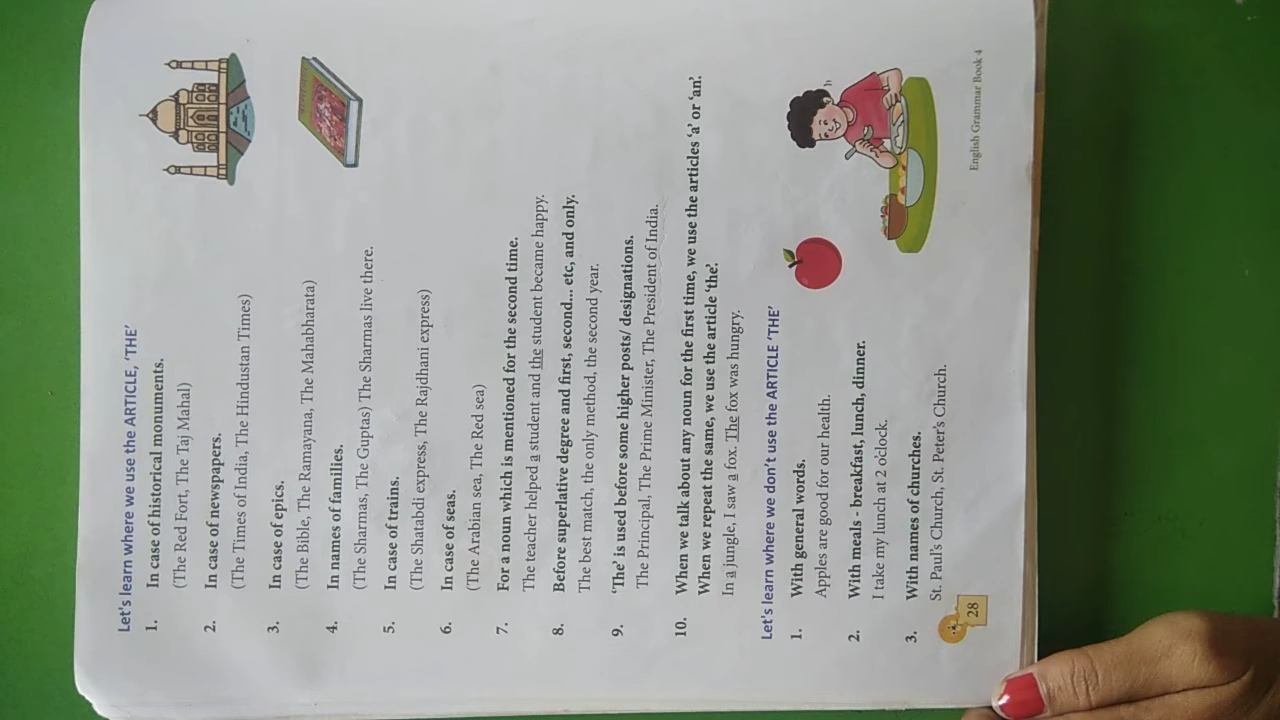 Let's learn where we use the ARTICLE, 'THE'
1. In case of historical monuments.
(The Red Fort, The Taj Mahal)
2. In case of newspapers.
(The Times of India, The Hindustan Times)
3. In case of epics.
(The Bible, The Ramayana, The Mahabharata)
4. In names of families.
(The Sharmas, The Guptas) The Sharmas live there.
5. In case of trains.
(The Shatabdi express, The Rajdhani express)
6. In case of seas.
(The Arabian sea, The Red sea)
7. For a noun which is mentioned for the second time.
The teacher helped a student and the student became happy.
8. Before superlative degree and first, second... etc, and only.
The best match, the only method, the second year.
9. 'The' is used before some higher posts/ designations.
The Principal, The Prime Minister, The President of India.
10. When we talk about any noun for the first time, we use the articles 'a' or 'an'.
When we repeat the same, we use the article 'the'.
In a jungle, I saw a fox. The fox was hungry.
Let's learn where we don't use the ARTICLE 'THE'
1. With general words.
Apples are good for our health.
2. With meals - breakfast, lunch, dinner.
I take my lunch at 2 o'clock.
3. With names of churches.
St. Paul's Church, St. Peter's Church.
28
English Grammar Book 4